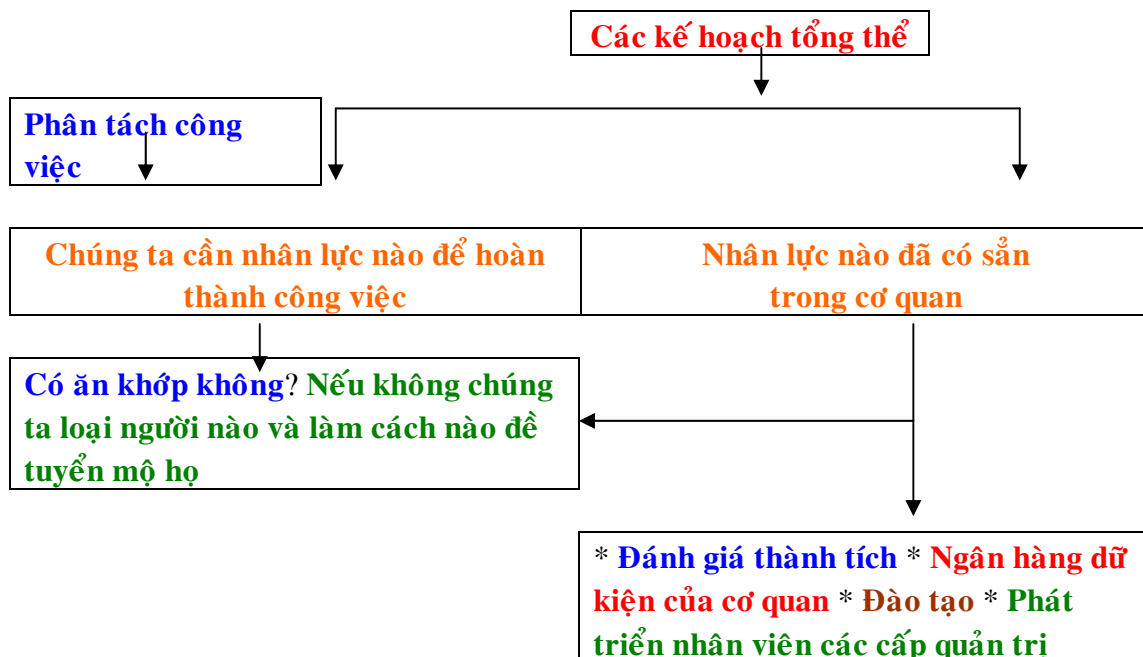 Các kế hoạch tổng thể
Phân tách công
việc
Chúng ta cần nhân lực nào để hoàn
thành công việc
Nhân lực nào đã có sẳn
trong cơ quan
Có ăn khớp không? Nếu không chúng
ta loại người nào và làm cách nào đề
tuyển mộ họ
* Đánh giá thành tích * Ngân hàng dữ
kiện của cơ quan * Đào tạo * Phát
triển nhân viên các cấp quản trị